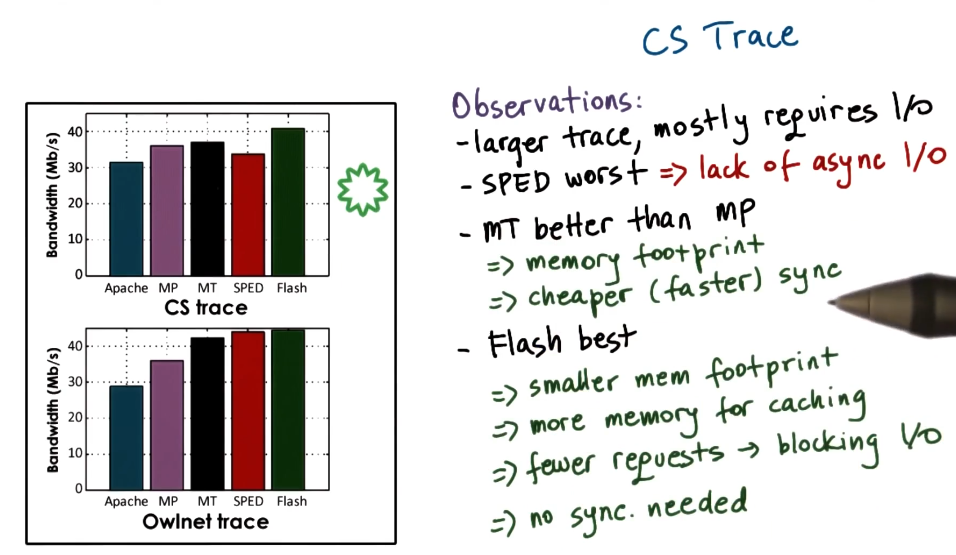 CS Trace
Observations:
- larger trace, mostly requires I/O
- SPED worst => lack of async I/O
- MT better than MP
=> memory footprint
=> cheaper (faster) sync
- Flash best
=> smaller mem footprint
=> more memory for caching
=> fewer requests → blocking I/O
=> no sync. needed
Bandwidth (Mb/s)
40
30
20
10
0
Apache MP MT SPED Flash
CS trace
Bandwidth (Mb/s)
40
30
20
10
0
Apache MP MT SPED Flash
Owlnet trace